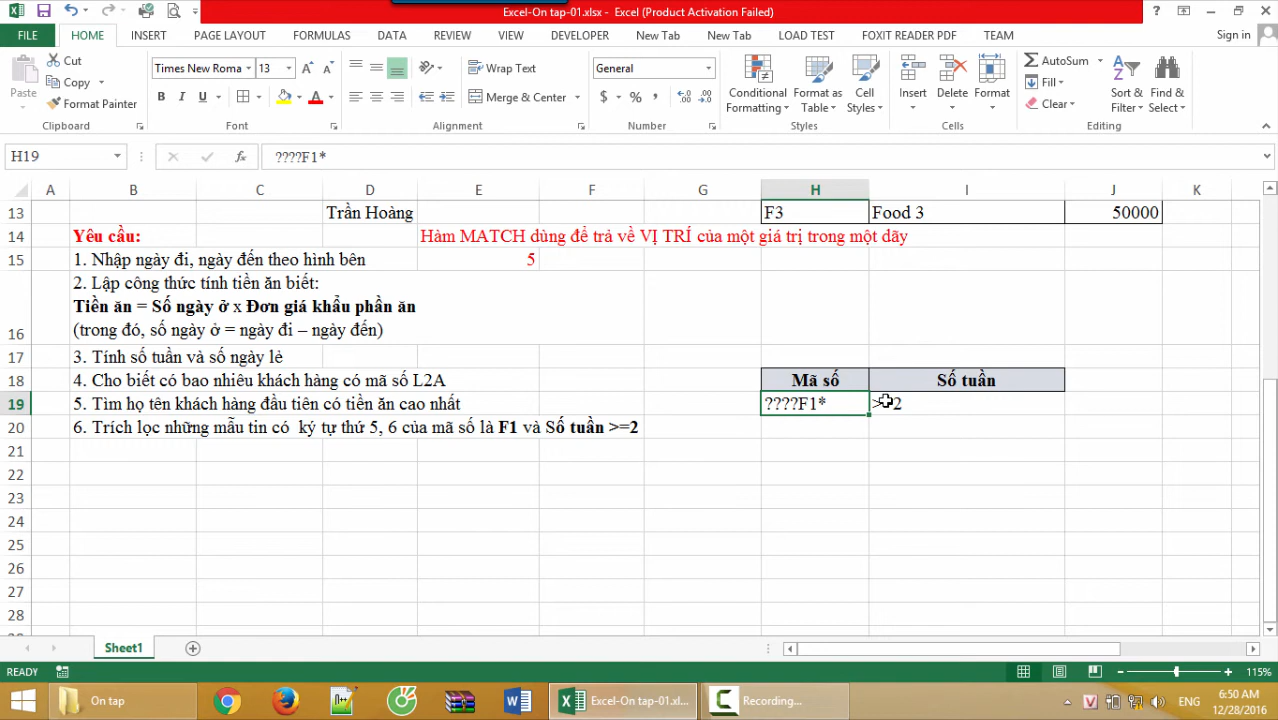 Excel-On tap-01.xlsx - Excel (Product Activation Failed)
FILE HOME INSERT PAGE LAYOUT FORMULAS DATA REVIEW VIEW DEVELOPER New Tab New Tab LOAD TEST FOXIT READER PDF TEAM Sign in
Paste Cut Copy Format Painter
Times New Roma 13 Wrap Text General
B I U Merge & Center $ % ,
Conditional Formatting Format as Table Cell Styles Insert Delete Format
AutoSum Fill Clear Sort & Filter Find & Select
Clipboard Font Alignment Number Styles Cells Editing
H19 fx ????F1*
A B C D E F G H I J K
13 Trần Hoàng F3 Food 3 50000
14 Yêu cầu: Hàm MATCH dùng để trả về VỊ TRÍ của một giá trị trong một dãy
15 1. Nhập ngày đi, ngày đến theo hình bên 5
2. Lập công thức tính tiền ăn biết:
Tiền ăn = Số ngày ở x Đơn giá khẩu phần ăn
16 (trong đó, số ngày ở = ngày đi – ngày đến)
17 3. Tính số tuần và số ngày lẻ
18 4. Cho biết có bao nhiêu khách hàng có mã số L2A Mã số Số tuần
19 5. Tìm họ tên khách hàng đầu tiên có tiền ăn cao nhất ????F1* >=2
20 6. Trích lọc những mẫu tin có ký tự thứ 5, 6 của mã số là F1 và Số tuần >=2
21
22
23
24
25
26
27
28
Sheet1
READY 115%
On tap Excel-On tap-01.xl... Recording... V ENG 6:50 AM
12/28/2016